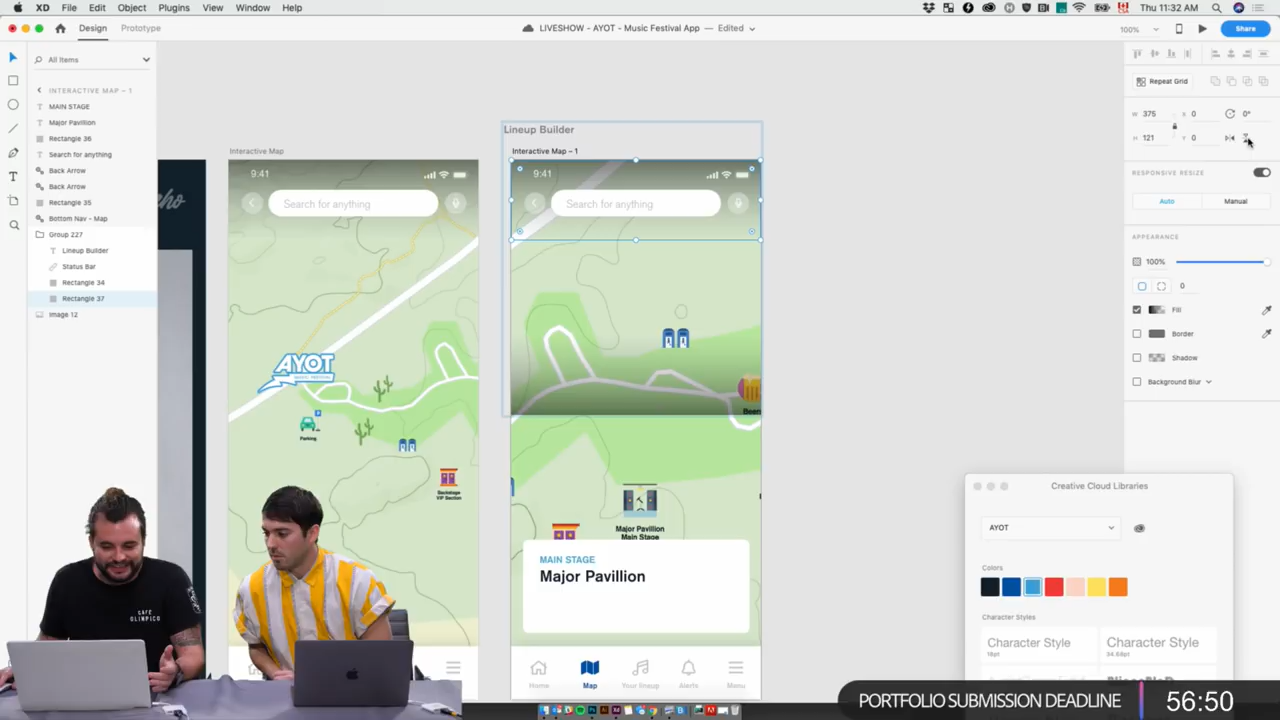 XD File Edit Object Plugins View Window Help
Thu 11:32 AM
Design Prototype
LIVESHOW - AYOT - Music Festival App – Edited
100%
Share
All Items
INTERACTIVE MAP – 1
MAIN STAGE
Major Pavillion
Rectangle 36
Search for anything
Back Arrow
Back Arrow
Rectangle 35
Bottom Nav – Map
Group 227
Lineup Builder
Status Bar
Rectangle 34
Rectangle 37
Image 12
Interactive Map
9:41
Search for anything
AYOT
Parking
Backstage
VIP Section
Lineup Builder
Interactive Map – 1
9:41
Search for anything
Major Pavillion
Main Stage
MAIN STAGE
Major Pavillion
Home Map Your lineup Alerts Menu
Repeat Grid
W 375 X 0 0°
H 121 Y 0
RESPONSIVE RESIZE
Auto Manual
APPEARANCE
100%
0
Fill
Border
Shadow
Background Blur
Creative Cloud Libraries
AYOT
Colors
Character Styles
Character Style
Character Style
CAFÉ
OLIMPICO
PORTFOLIO SUBMISSION DEADLINE 56:50